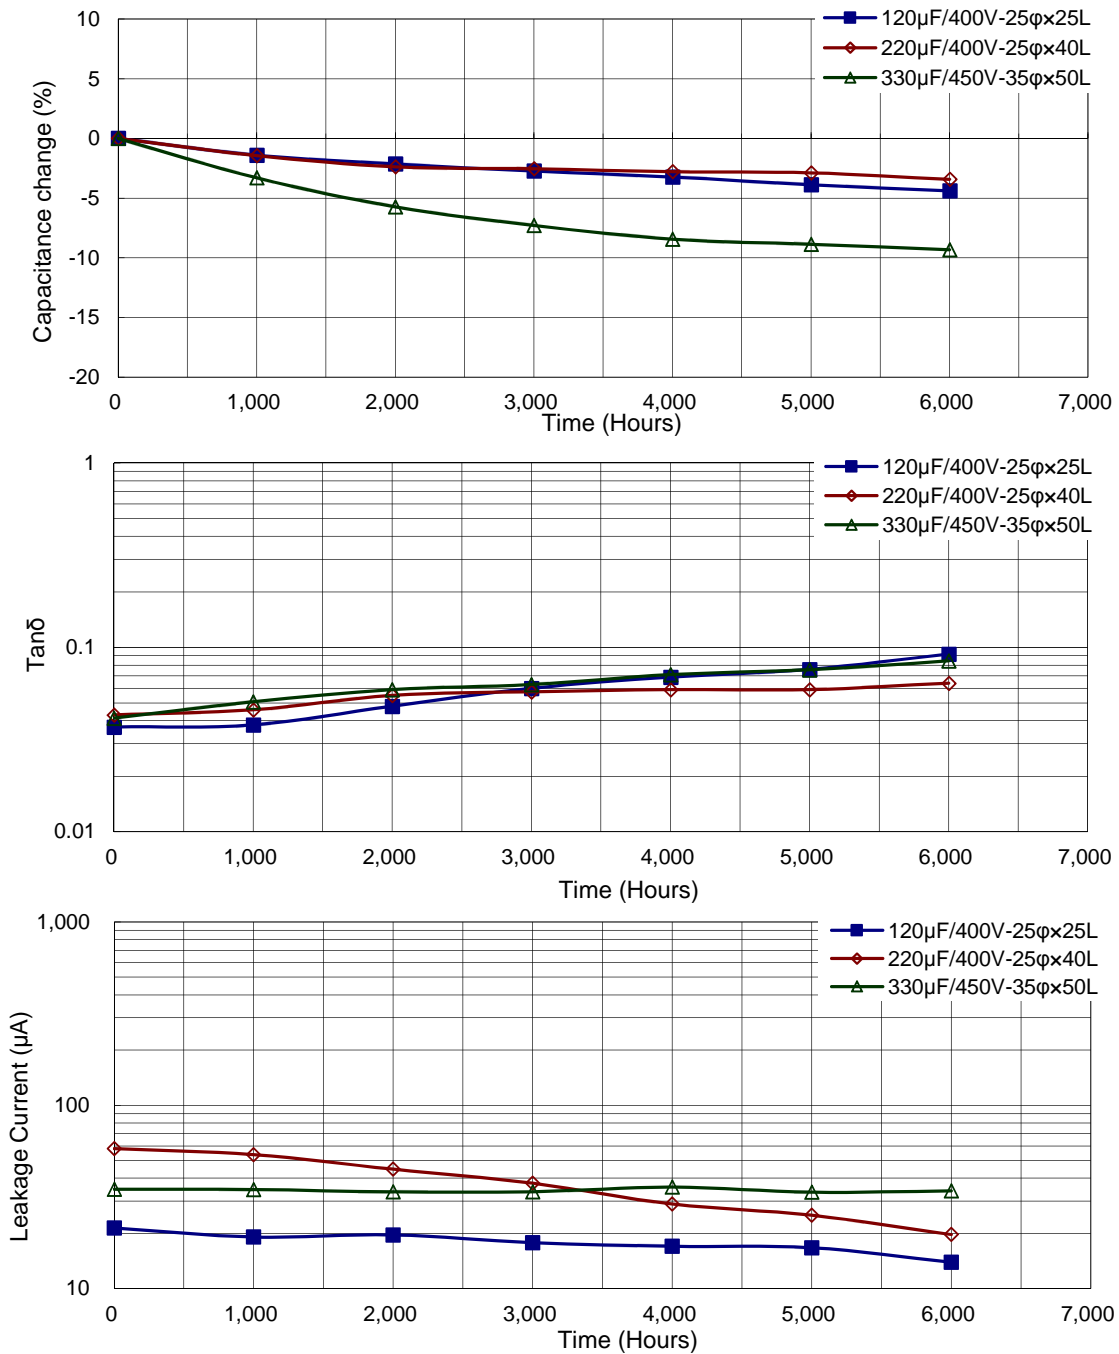 10
5
0
-5
-10
-15
-20
Capacitance change (%)
120μF/400V-25φ×25L
220μF/400V-25φ×40L
330μF/450V-35φ×50L
0 1,000 2,000 3,000 4,000 5,000 6,000 7,000
Time (Hours)
1
0.1
0.01
Tanδ
120μF/400V-25φ×25L
220μF/400V-25φ×40L
330μF/450V-35φ×50L
0 1,000 2,000 3,000 4,000 5,000 6,000 7,000
Time (Hours)
1,000
100
10
Leakage Current (μA)
120μF/400V-25φ×25L
220μF/400V-25φ×40L
330μF/450V-35φ×50L
0 1,000 2,000 3,000 4,000 5,000 6,000 7,000
Time (Hours)